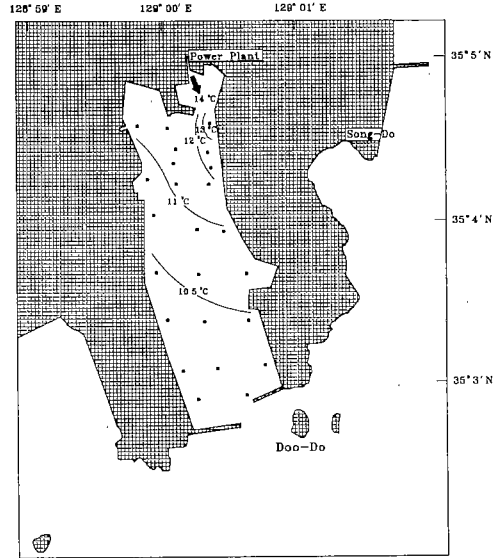 128° 59' E 129° 00' E 129° 01' E
35° 5' N
Power Plant
14 °C
13 °C
12 °C
Song-Do
11 °C
35° 4' N
10.5 °C
35° 3' N
Doo-Do